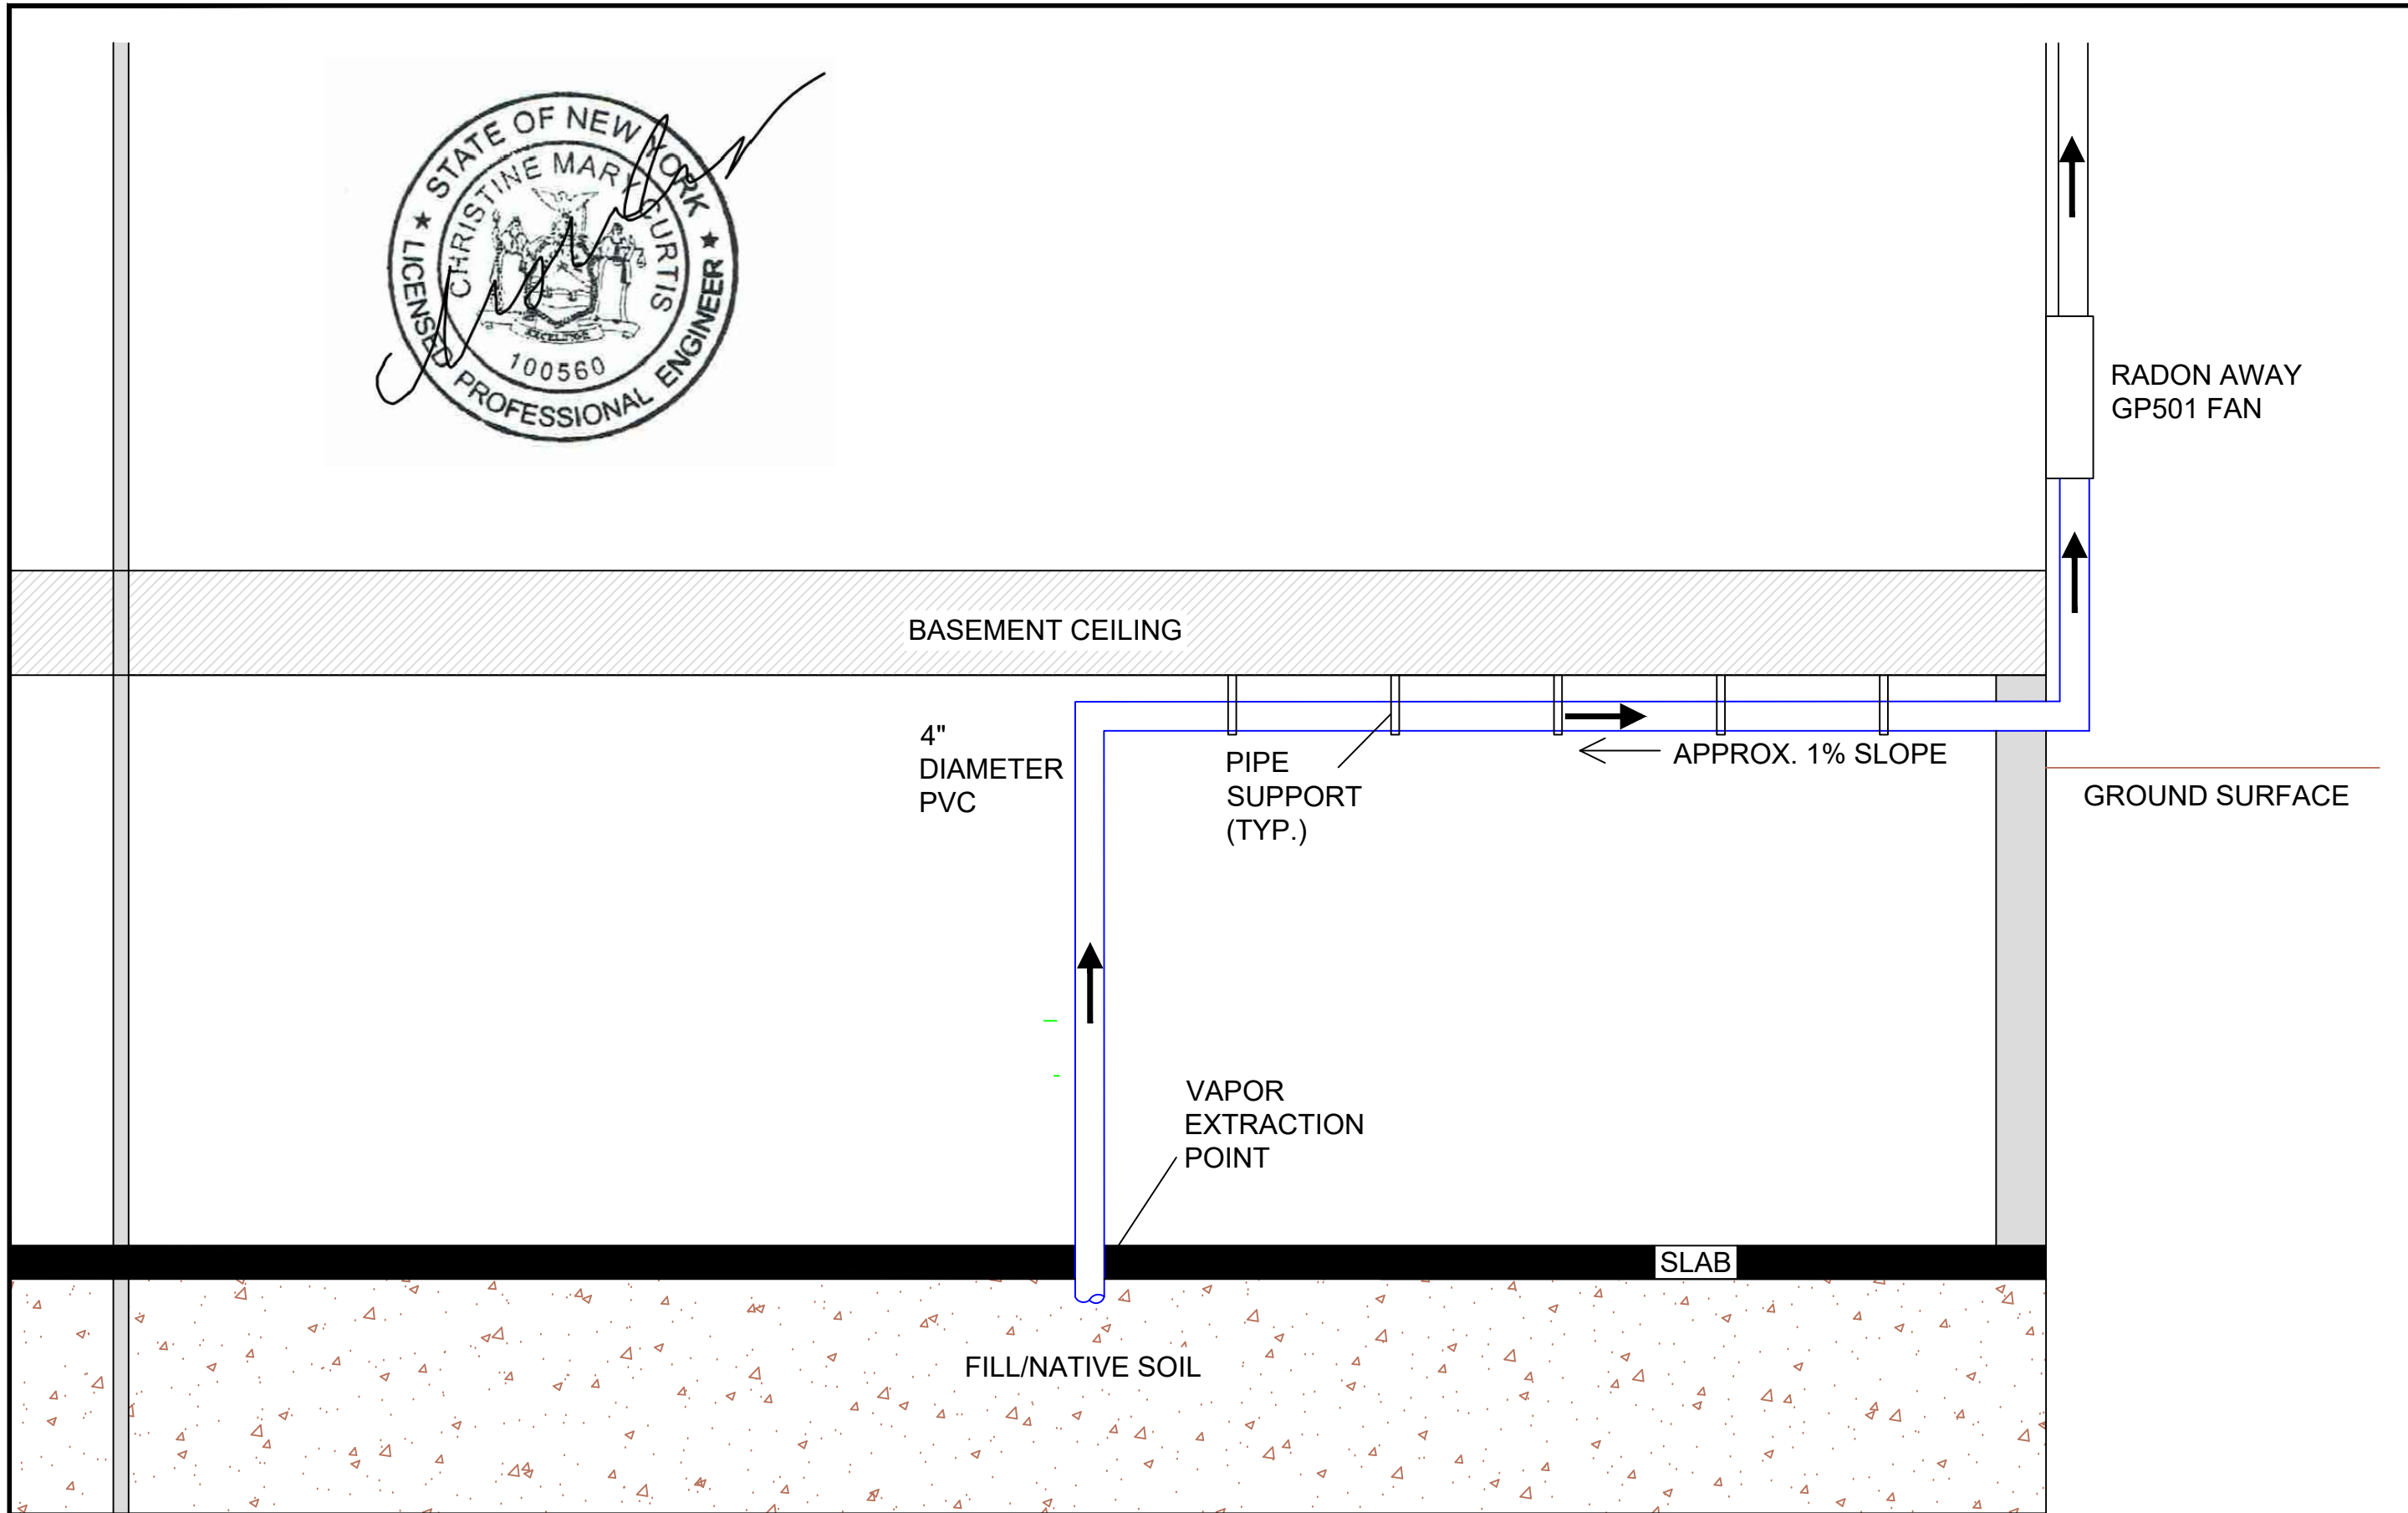 STATE OF NEW YORK
CHRISTINE MARY CURTIS
EXCELSIOR
100560
LICENSED PROFESSIONAL ENGINEER
RADON AWAY
GP501 FAN
BASEMENT CEILING
4"
DIAMETER
PVC
PIPE
SUPPORT
(TYP.)
APPROX. 1% SLOPE
GROUND SURFACE
VAPOR
EXTRACTION
POINT
SLAB
FILL/NATIVE SOIL